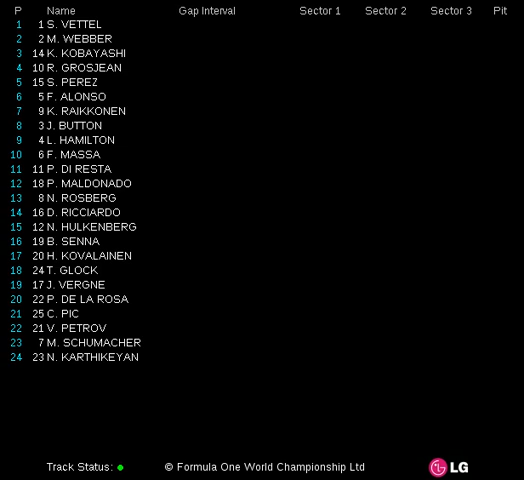 P Name Gap Interval Sector 1 Sector 2 Sector 3 Pit
1 1 S. VETTEL
2 2 M. WEBBER
3 14 K. KOBAYASHI
4 10 R. GROSJEAN
5 15 S. PEREZ
6 5 F. ALONSO
7 9 K. RAIKKONEN
8 3 J. BUTTON
9 4 L. HAMILTON
10 6 F. MASSA
11 11 P. DI RESTA
12 18 P. MALDONADO
13 8 N. ROSBERG
14 16 D. RICCIARDO
15 12 N. HULKENBERG
16 19 B. SENNA
17 20 H. KOVALAINEN
18 24 T. GLOCK
19 17 J. VERGNE
20 22 P. DE LA ROSA
21 25 C. PIC
22 21 V. PETROV
23 7 M. SCHUMACHER
24 23 N. KARTHIKEYAN
Track Status: © Formula One World Championship Ltd LG